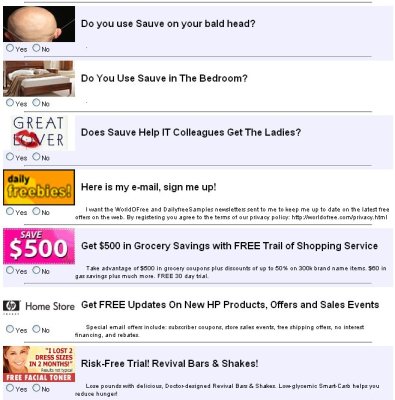 Do you use Sauve on your bald head?
.
Yes No
Do You Use Sauve in The Bedroom?
.
Yes No
GREAT
LOVER
Does Sauve Help IT Colleagues Get The Ladies?
Yes No
daily
freebies!
Here is my e-mail, sign me up!
I want the WorldOFree and DailyfreeSamples newsletters sent to me to keep me up to date on the latest free
Yes No
offers on the web. By registering you agree to the terms of our privacy policy: http://worldofree.com/privacy.html
SAVE
$500
Get $500 in Grocery Savings with FREE Trail of Shopping Service
Take advantage of $500 in grocery coupons plus discounts of up to 50% on 300k brand name items. $60 in
Yes No
gas savings plus much more. FREE 30 day trial.
hp
Home Store
Get FREE Updates On New HP Products, Offers and Sales Events
Special email offers include: subscriber coupons, store sales events, free shipping offers, no interest
Yes No
financing, and rebates.
"I LOST 2
DRESS SIZES
IN 2 MONTHS!"
Results not typical
FREE FACIAL TONER
Risk-Free Trial! Revival Bars & Shakes!
Lose pounds with delicious, Doctor-designed Revival Bars & Shakes. Low-glycemic Smart-Carb helps you
Yes No
reduce hunger!